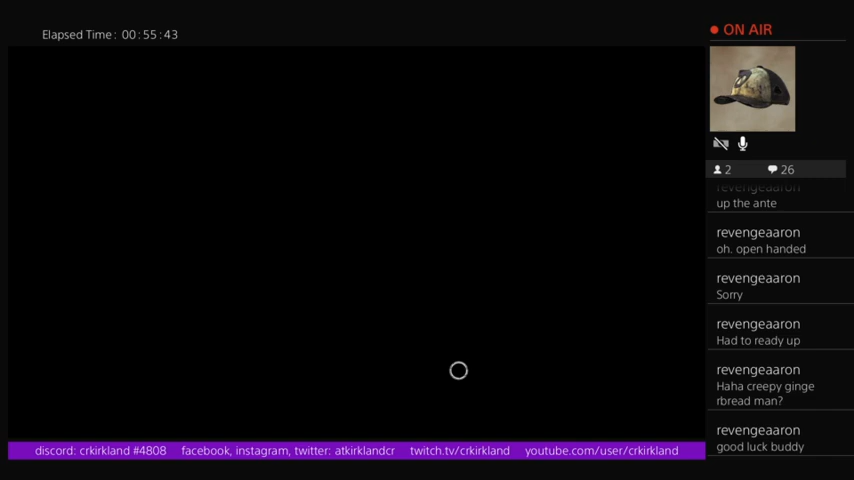 Elapsed Time: 00:55:43
ON AIR
2 26
revengeaaron
up the ante
revengeaaron
oh. open handed
revengeaaron
Sorry
revengeaaron
Had to ready up
revengeaaron
Haha creepy ginge
rbread man?
revengeaaron
good luck buddy
discord: crkirkland #4808 facebook, instagram, twitter: atkirklandcr twitch.tv/crkirkland youtube.com/user/crkirkland